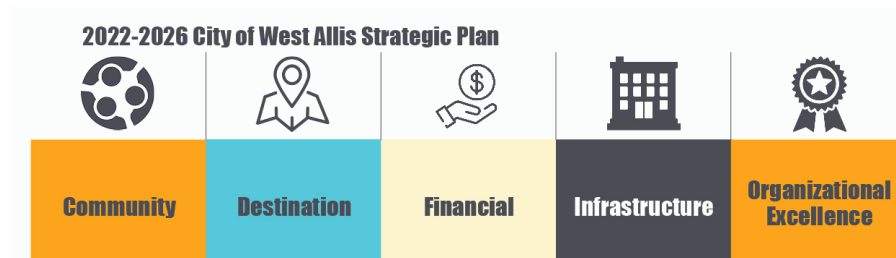 2022-2026 City of West Allis Strategic Plan
$
Community
Destination
Financial
Infrastructure
Organizational
Excellence